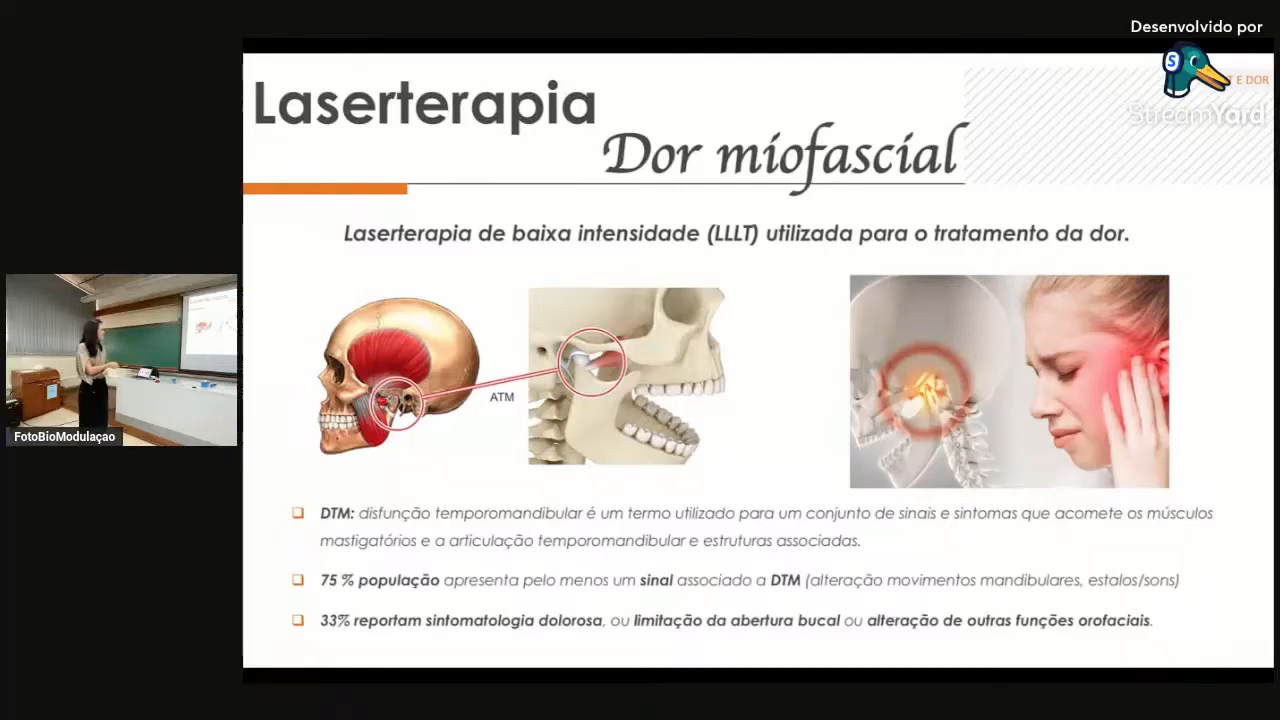 Desenvolvido por
S
T E DOR
StreamYard
Laserterapia
Dor miofascial
Laserterapia de baixa intensidade (LLLT) utilizada para o tratamento da dor.
ATM
FotoBioModulaçao
DTM: disfunção temporomandibular é um termo utilizado para um conjunto de sinais e sintomas que acomete os músculos
mastigatórios e a articulação temporomandibular e estruturas associadas.
75 % população apresenta pelo menos um sinal associado a DTM (alteração movimentos mandibulares, estalos/sons)
33% reportam sintomatologia dolorosa, ou limitação da abertura bucal ou alteração de outras funções orofaciais.